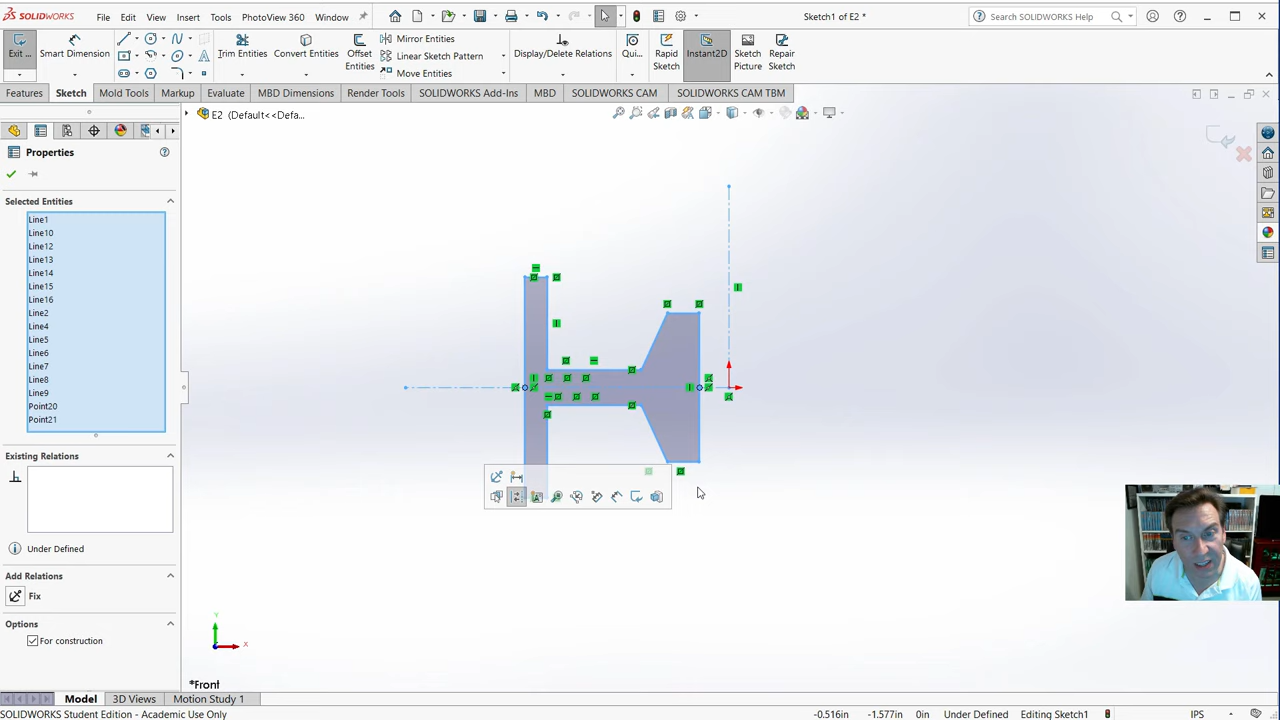 SOLIDWORKS
File Edit View Insert Tools PhotoView 360 Window
Sketch1 of E2 *
Search SOLIDWORKS Help
Exit ... Smart Dimension Trim Entities Convert Entities Offset Entities Mirror Entities Linear Sketch Pattern Move Entities Display/Delete Relations Qui... Rapid Sketch Instant2D Sketch Picture Repair Sketch
Features Sketch Mold Tools Markup Evaluate MBD Dimensions Render Tools SOLIDWORKS Add-Ins MBD SOLIDWORKS CAM SOLIDWORKS CAM TBM
E2 (Default<<Defa...
Properties
Selected Entities
Line1
Line10
Line12
Line13
Line14
Line15
Line16
Line2
Line4
Line5
Line6
Line7
Line8
Line9
Point20
Point21
Existing Relations
Under Defined
Add Relations
Fix
Options
For construction
Y
X
*Front
Model 3D Views Motion Study 1
SOLIDWORKS Student Edition - Academic Use Only
-0.516in -1.577in 0in Under Defined Editing Sketch1 IPS